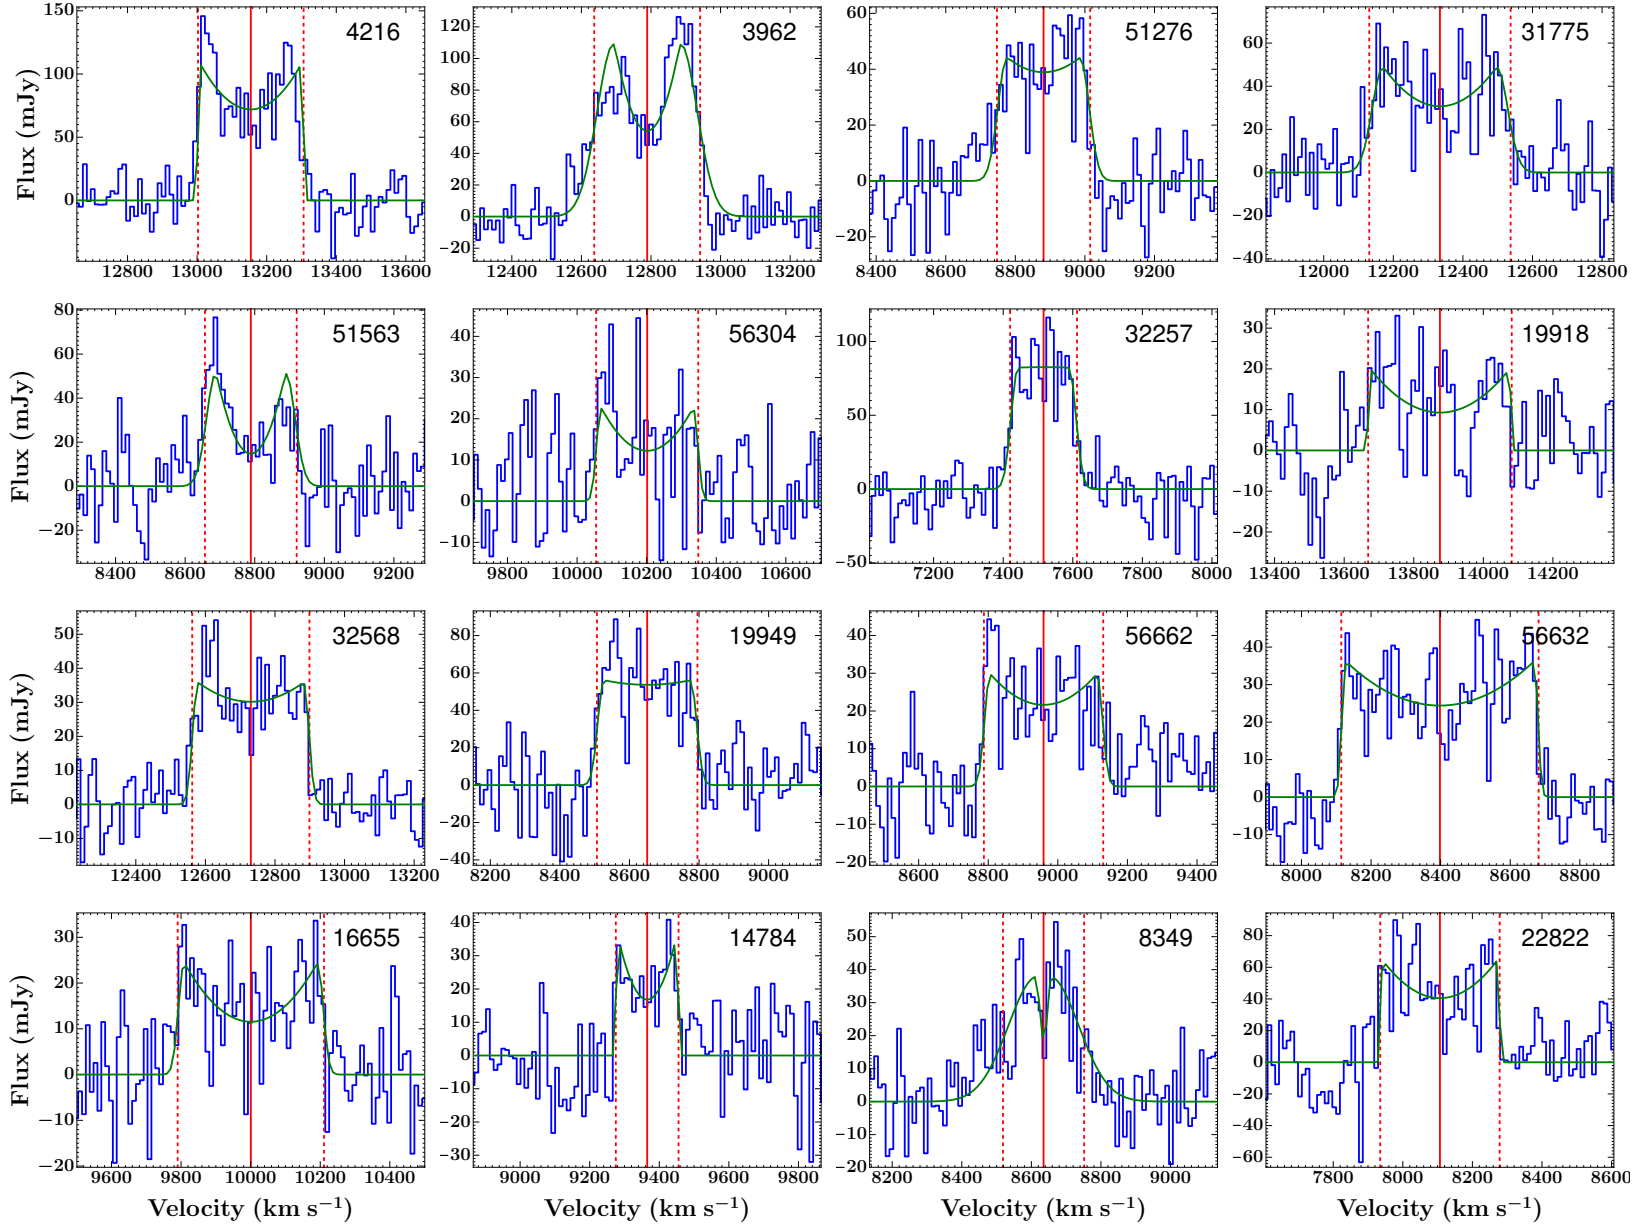 4216 3962 51276 31775
Flux (mJy)
150 100 50 0
120 100 80 60 40 20 0 −20
60 40 20 0 −20
60 40 20 0 −20 −40
12800 13000 13200 13400 13600
12400 12600 12800 13000 13200
8400 8600 8800 9000 9200
12000 12200 12400 12600 12800
51563 56304 32257 19918
Flux (mJy)
80 60 40 20 0 −20
40 30 20 10 0 −10
100 50 0 −50
30 20 10 0 −10 −20
8400 8600 8800 9000 9200
9800 10000 10200 10400 10600
7200 7400 7600 7800 8000
13400 13600 13800 14000 14200
32568 19949 56662 56632
Flux (mJy)
50 40 30 20 10 0 −10
80 60 40 20 0 −20 −40
40 30 20 10 0 −10 −20
40 30 20 10 0 −10
12400 12600 12800 13000 13200
8200 8400 8600 8800 9000
8600 8800 9000 9200 9400
8000 8200 8400 8600 8800
16655 14784 8349 22822
Flux (mJy)
30 20 10 0 −10 −20
40 30 20 10 0 −10 −20 −30
50 40 30 20 10 0 −10 −20
80 60 40 20 0 −20 −40 −60
9600 9800 10000 10200 10400
9000 9200 9400 9600 9800
8200 8400 8600 8800 9000
7800 8000 8200 8400 8600
Velocity (km s⁻¹) Velocity (km s⁻¹) Velocity (km s⁻¹) Velocity (km s⁻¹)